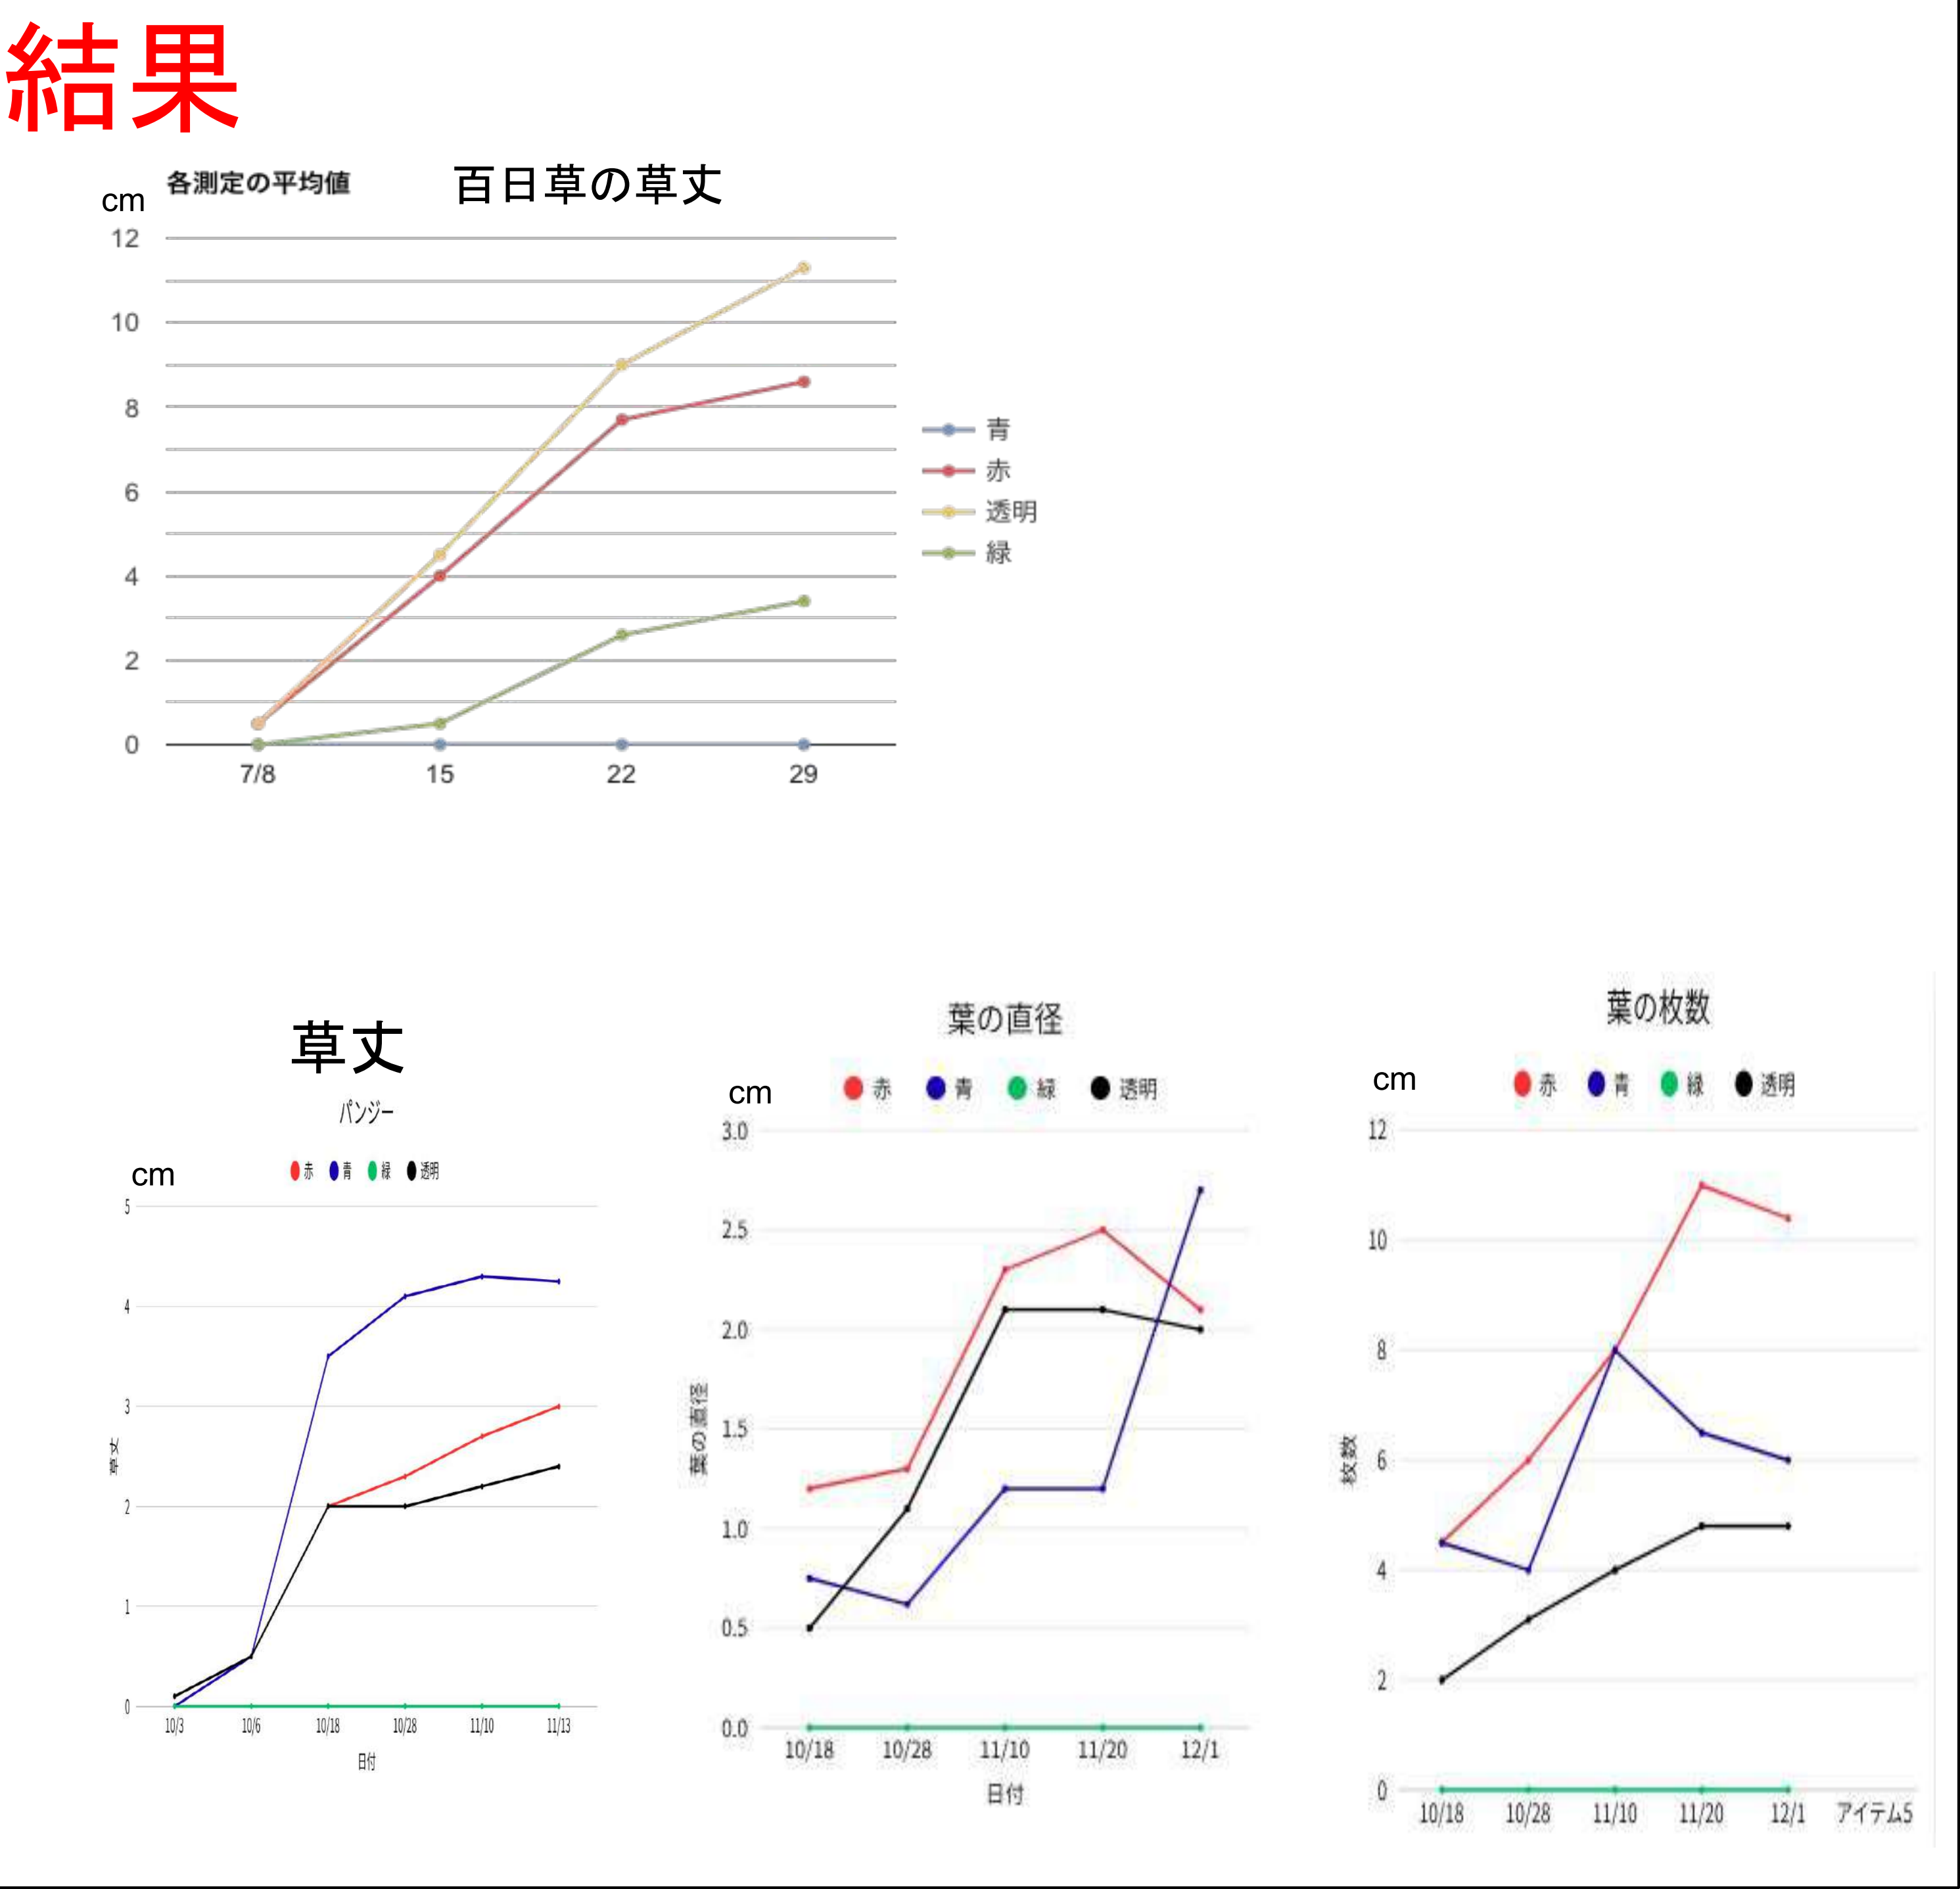 結果
各測定の平均値
百日草の草丈
cm
12
10
8
6
4
2
0
7/8 15 22 29
青
赤
透明
緑
草丈
パンジー
cm
赤 青 緑 透明
5
4
3
2
1
0
草丈
10/3 10/6 10/18 10/28 11/10 11/13
日付
葉の直径
cm
赤 青 緑 透明
3.0
2.5
2.0
1.5
1.0
0.5
0.0
葉の直径
10/18 10/28 11/10 11/20 12/1
日付
葉の枚数
cm
赤 青 緑 透明
12
10
8
6
4
2
0
枚数
10/18 10/28 11/10 11/20 12/1 アイテム5